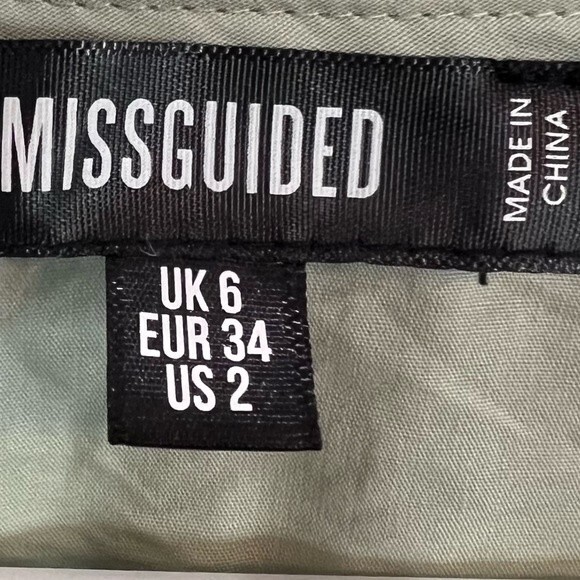 MISSGUIDED
MADE IN
CHINA
UK 6
EUR 34
US 2